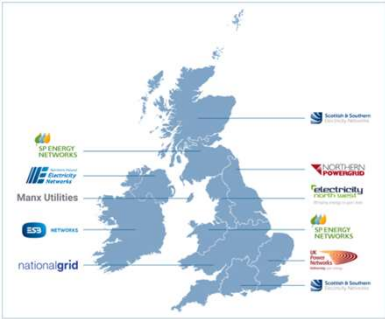 Scottish & Southern
Electricity Networks
SP ENERGY
NETWORKS
Northern Ireland
Electricity
Networks
Manx Utilities
ESB NETWORKS
nationalgrid
NORTHERN
POWERGRID
electricity
north west
SP ENERGY
NETWORKS
UK
Power
Networks
Scottish & Southern
Electricity Networks